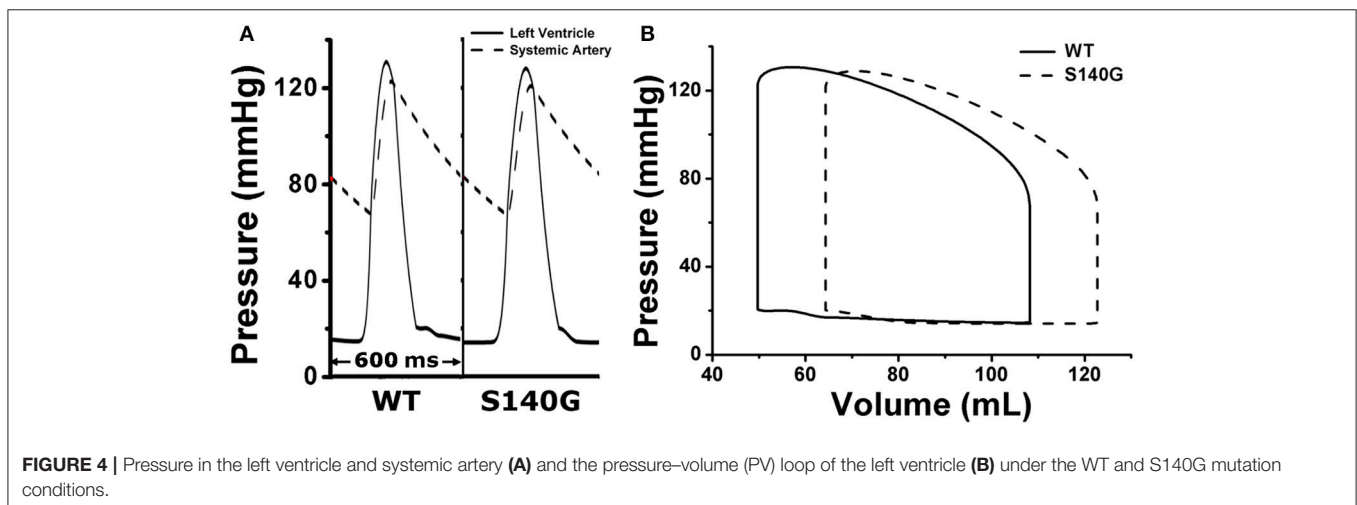 A
Left Ventricle
Systemic Artery
Pressure (mmHg)
120
80
40
0
600 ms
WT
S140G
B
WT
S140G
Pressure (mmHg)
120
80
40
0
40
60
80
100
120
Volume (mL)
FIGURE 4 | Pressure in the left ventricle and systemic artery (A) and the pressure–volume (PV) loop of the left ventricle (B) under the WT and S140G mutation
conditions.